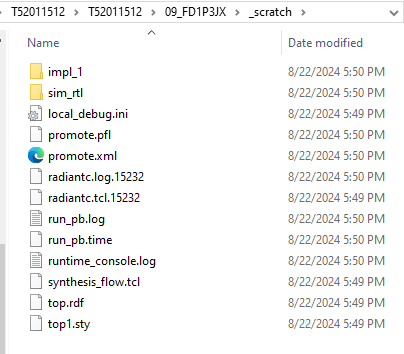 T52011512 > T52011512 > 09_FD1P3JX > _scratch >
Name Date modified
impl_1 8/22/2024 5:50 PM
sim_rtl 8/22/2024 5:50 PM
local_debug.ini 8/22/2024 5:49 PM
promote.pfl 8/22/2024 5:50 PM
promote.xml 8/22/2024 5:50 PM
radiantc.log.15232 8/22/2024 5:50 PM
radiantc.tcl.15232 8/22/2024 5:49 PM
run_pb.log 8/22/2024 5:50 PM
run_pb.time 8/22/2024 5:50 PM
runtime_console.log 8/22/2024 5:50 PM
synthesis_flow.tcl 8/22/2024 5:49 PM
top.rdf 8/22/2024 5:49 PM
top1.sty 8/22/2024 5:49 PM